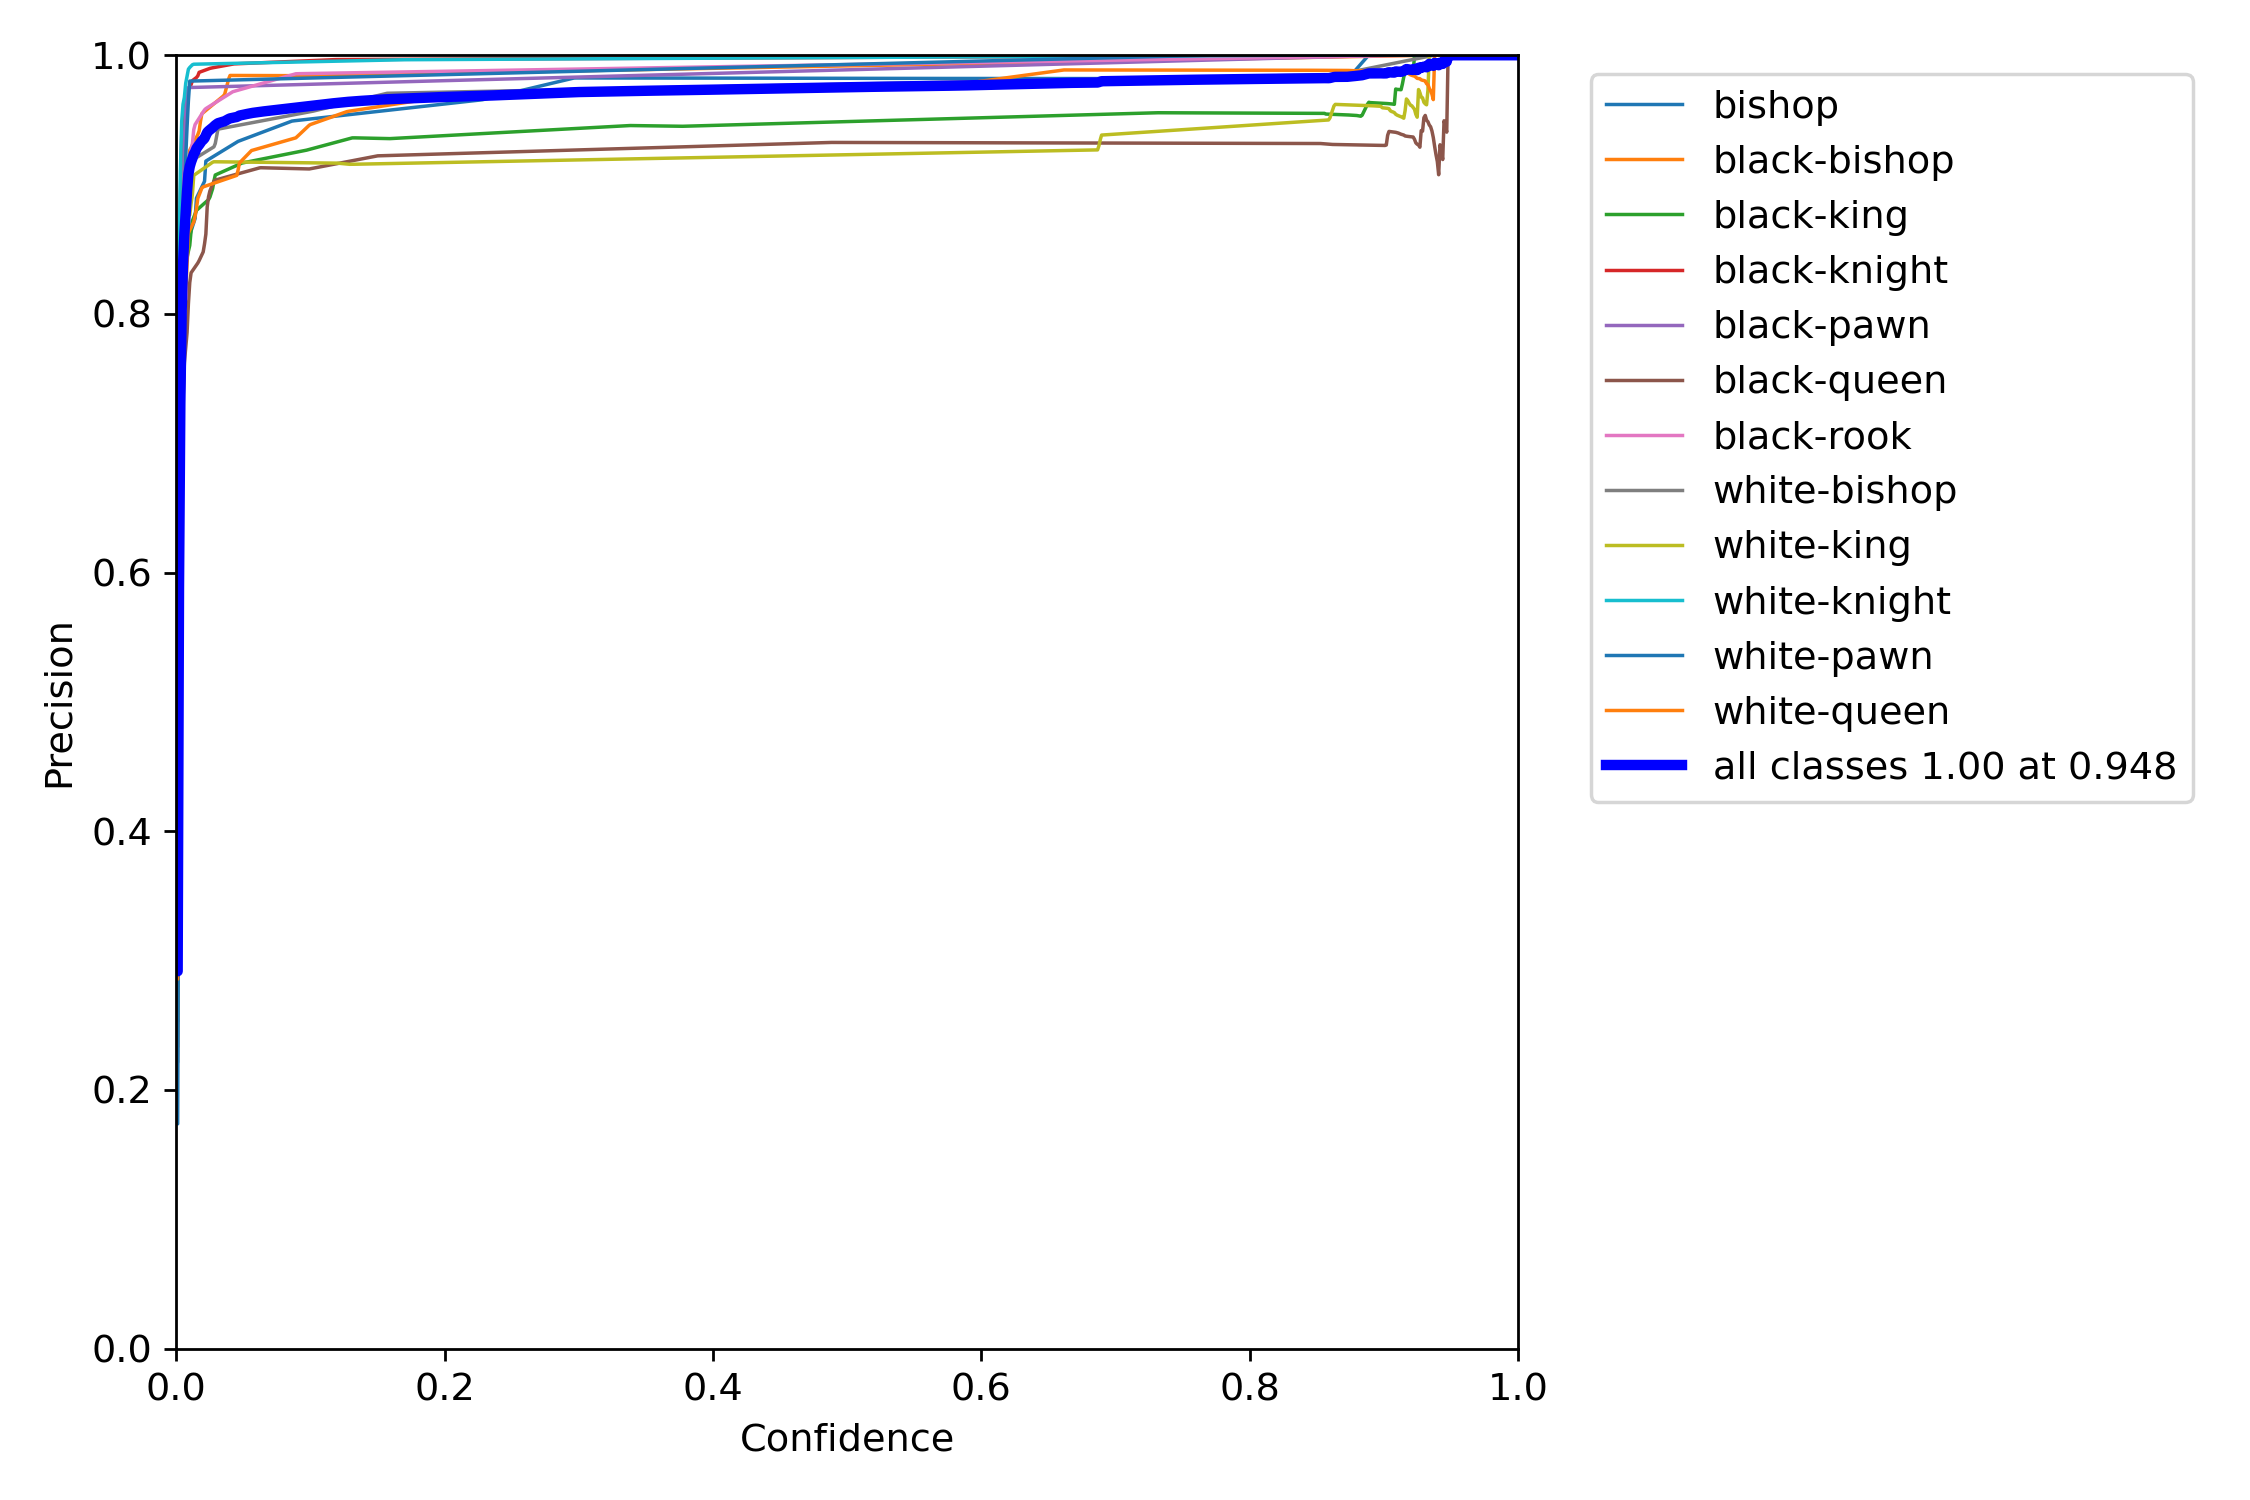 1.0
0.8
0.6
0.4
0.2
0.0
Precision
0.0 0.2 0.4 0.6 0.8 1.0
Confidence
bishop
black-bishop
black-king
black-knight
black-pawn
black-queen
black-rook
white-bishop
white-king
white-knight
white-pawn
white-queen
all classes 1.00 at 0.948